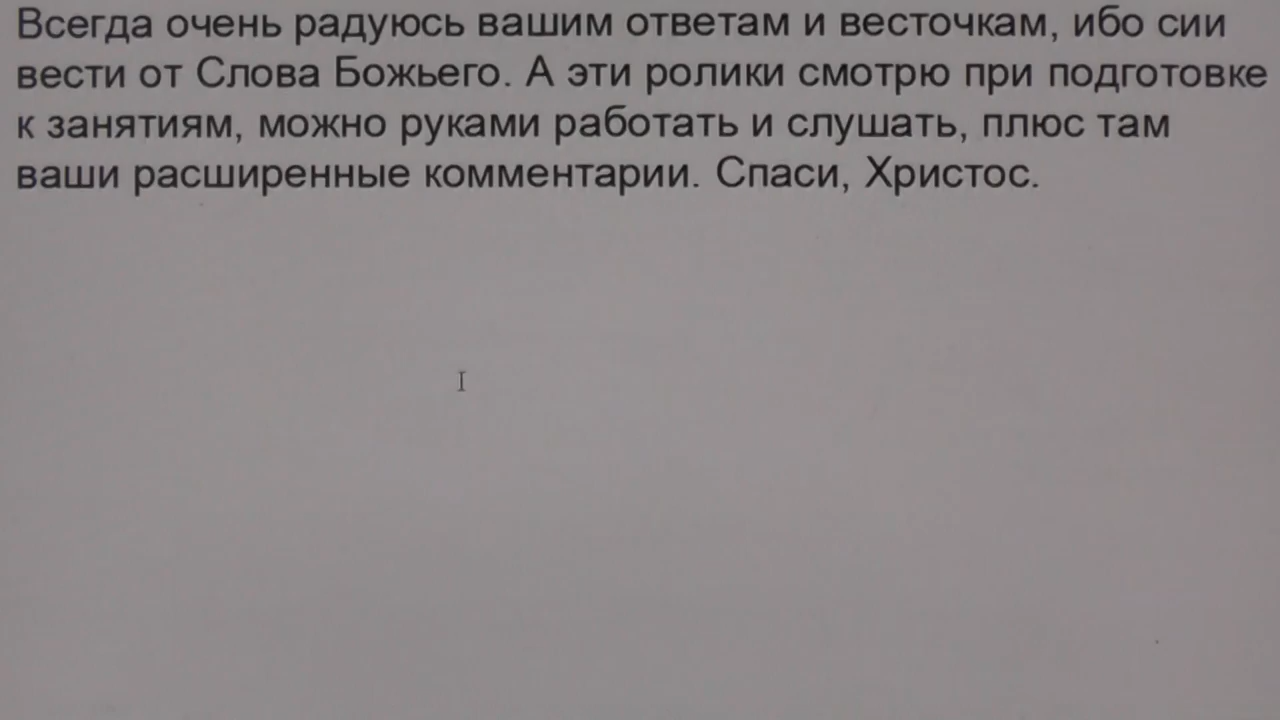 Всегда очень радуюсь вашим ответам и весточкам, ибо сии
вести от Слова Божьего. А эти ролики смотрю при подготовке
к занятиям, можно руками работать и слушать, плюс там
ваши расширенные комментарии. Спаси, Христос.